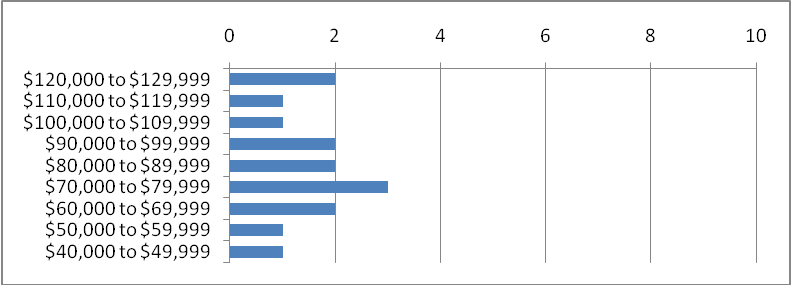 0 2 4 6 8 10
$120,000 to $129,999
$110,000 to $119,999
$100,000 to $109,999
$90,000 to $99,999
$80,000 to $89,999
$70,000 to $79,999
$60,000 to $69,999
$50,000 to $59,999
$40,000 to $49,999